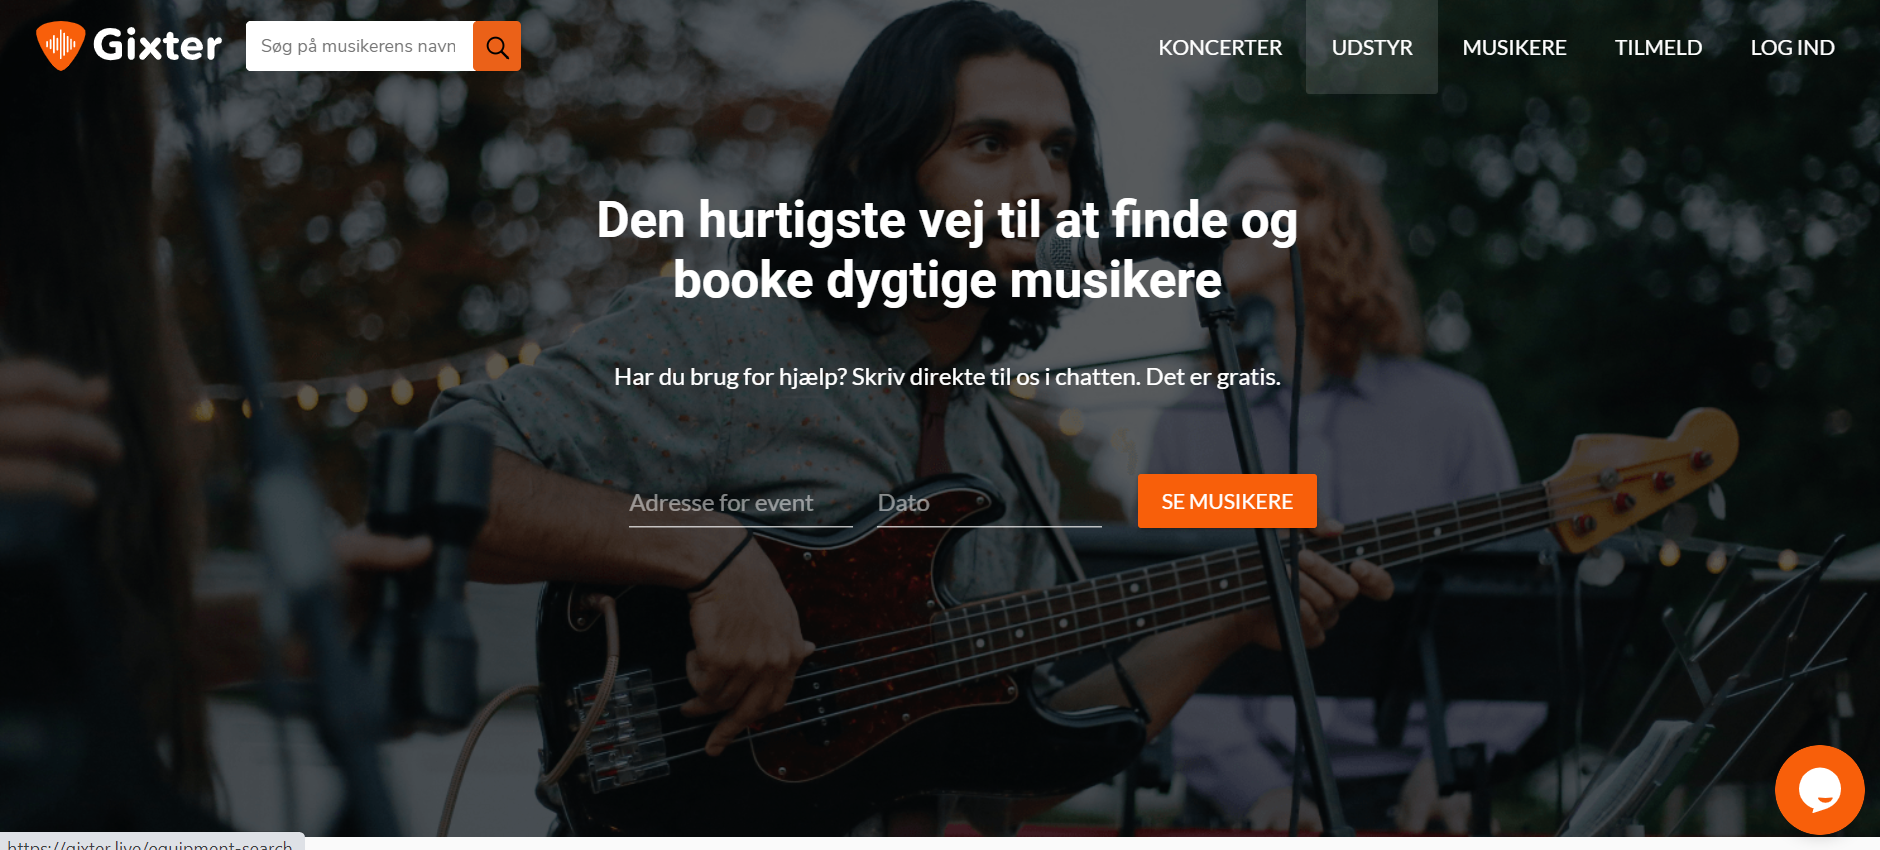 Gixter
Søg på musikerens navn
KONCERTER
UDSTYR
MUSIKERE
TILMELD
LOG IND
Den hurtigste vej til at finde og
booke dygtige musikere
Har du brug for hjælp? Skriv direkte til os i chatten. Det er gratis.
Adresse for event
Dato
SE MUSIKERE
https://gixter.live/equipment-search